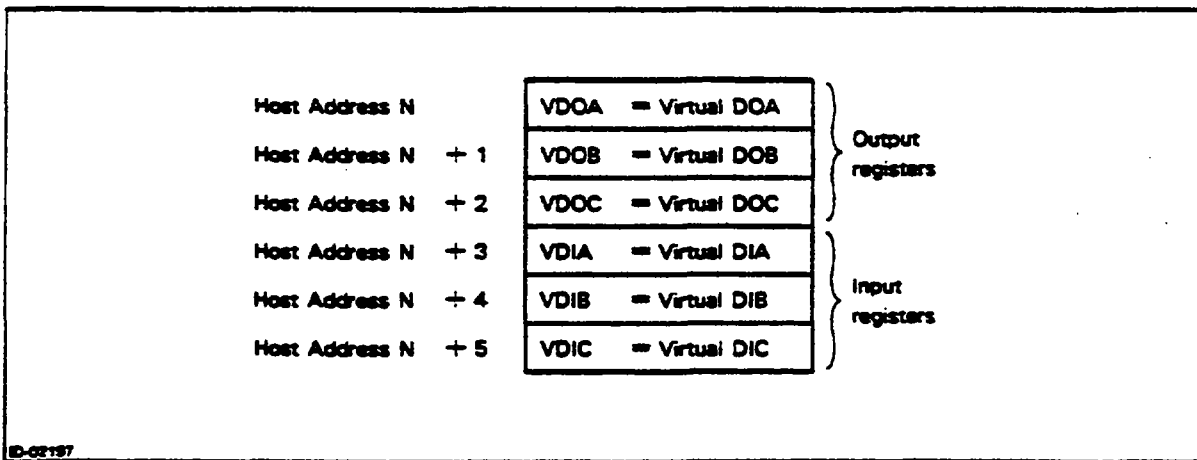 Host Address N VDOA = Virtual DOA
Host Address N + 1 VDOB = Virtual DOB
Host Address N + 2 VDOC = Virtual DOC
Output
registers
Host Address N + 3 VDIA = Virtual DIA
Host Address N + 4 VDIB = Virtual DIB
Host Address N + 5 VDIC = Virtual DIC
Input
registers
ID-02197